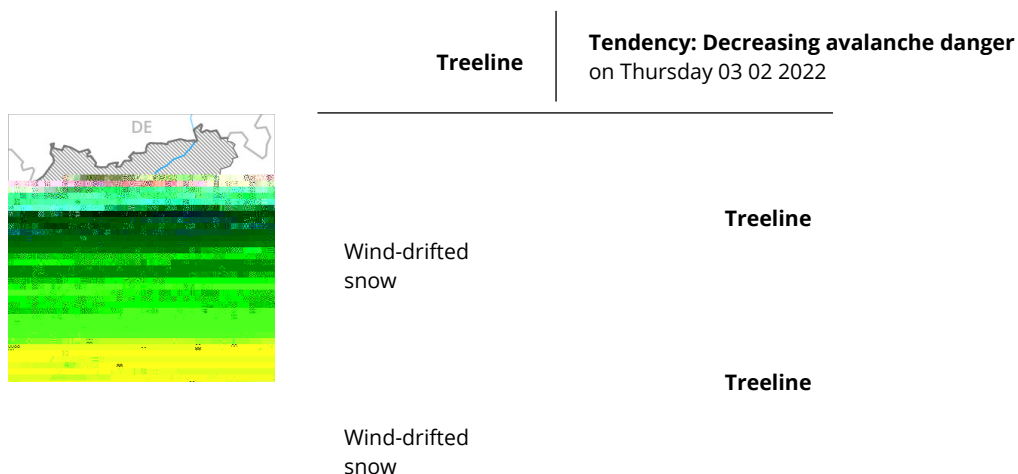 Treeline
Tendency: Decreasing avalanche danger
on Thursday 03 02 2022
DE
Treeline
Wind-drifted
snow
Treeline
Wind-drifted
snow